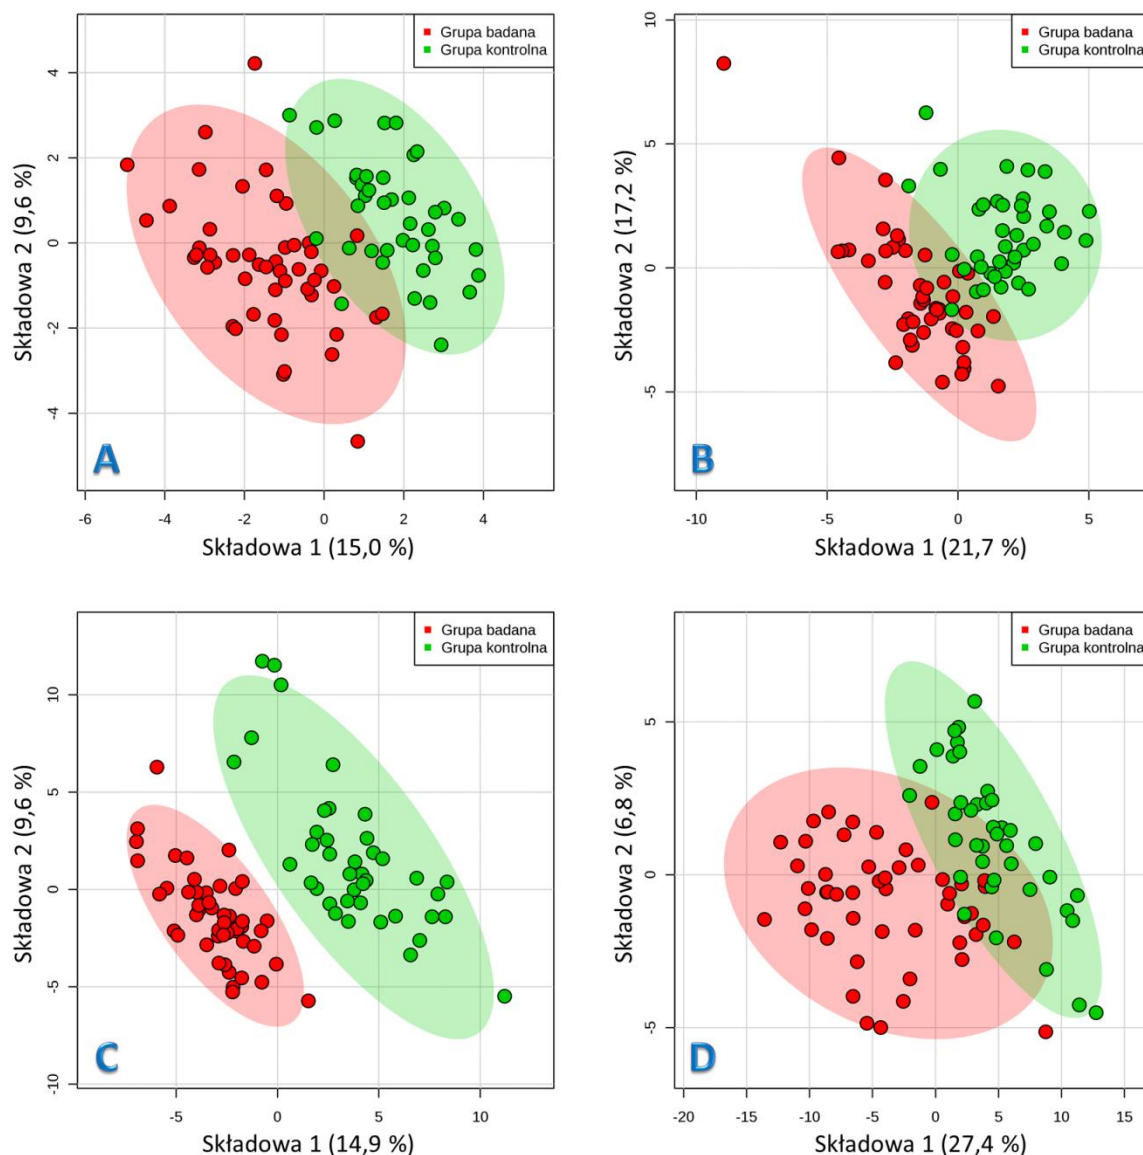 Grupa badana
Grupa kontrolna
Składowa 2 (9,6 %)
4
2
0
-2
-4
A
-6
-4
-2
0
2
4
Składowa 1 (15,0 %)
Grupa badana
Grupa kontrolna
Składowa 2 (17,2 %)
10
5
0
-5
B
-10
-5
0
5
Składowa 1 (21,7 %)
Grupa badana
Grupa kontrolna
Składowa 2 (9,6 %)
10
5
0
-5
-10
C
-5
0
5
10
Składowa 1 (14,9 %)
Grupa badana
Grupa kontrolna
Składowa 2 (6,8 %)
5
0
-5
D
-20
-15
-10
-5
0
5
10
15
Składowa 1 (27,4 %)